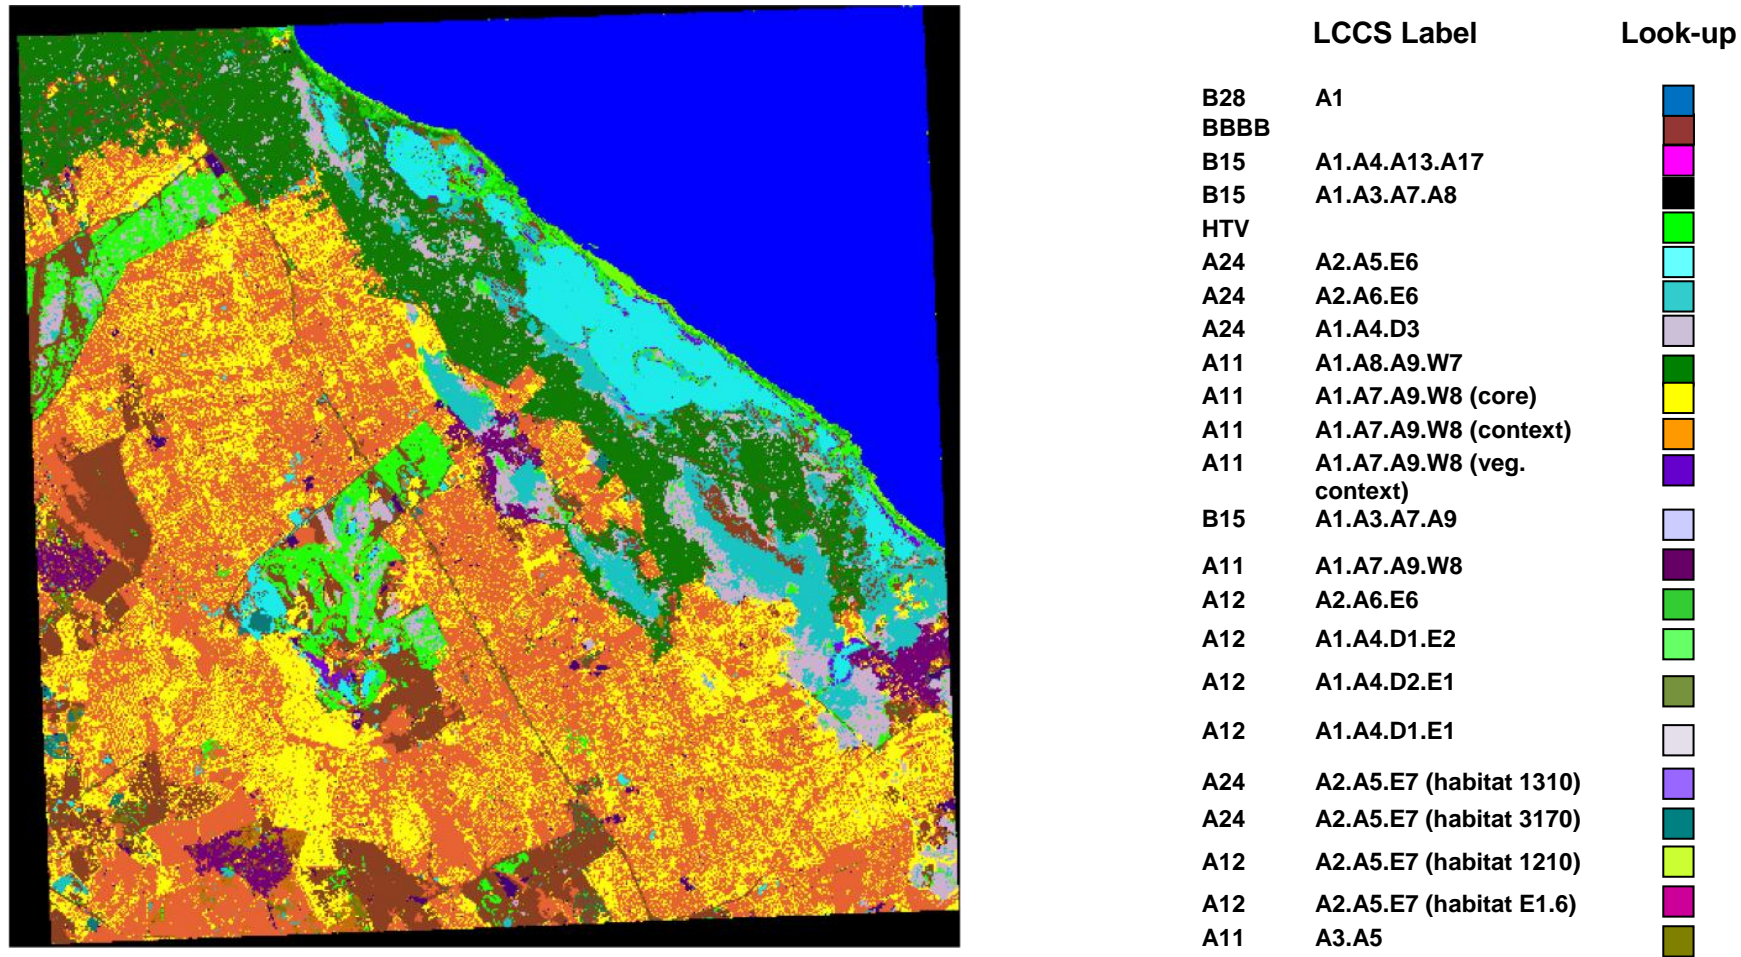 LCCS Label Look-up
B28 A1
BBBB
B15 A1.A4.A13.A17
B15 A1.A3.A7.A8
HTV
A24 A2.A5.E6
A24 A2.A6.E6
A24 A1.A4.D3
A11 A1.A8.A9.W7
A11 A1.A7.A9.W8 (core)
A11 A1.A7.A9.W8 (context)
A11 A1.A7.A9.W8 (veg.
context)
B15 A1.A3.A7.A9
A11 A1.A7.A9.W8
A12 A2.A6.E6
A12 A1.A4.D1.E2
A12 A1.A4.D2.E1
A12 A1.A4.D1.E1
A24 A2.A5.E7 (habitat 1310)
A24 A2.A5.E7 (habitat 3170)
A12 A2.A5.E7 (habitat 1210)
A12 A2.A5.E7 (habitat E1.6)
A11 A3.A5